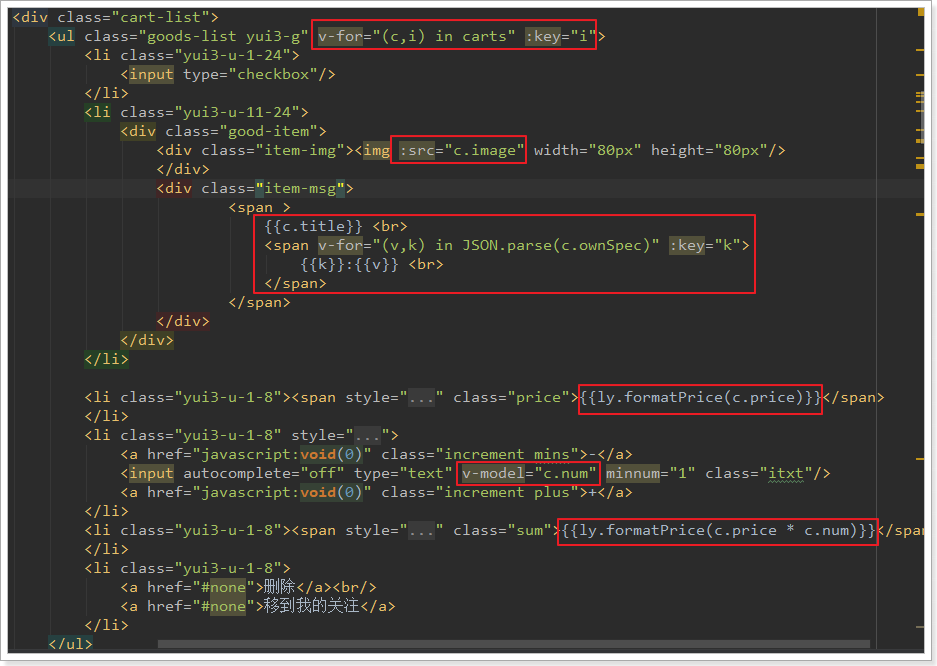 <div class="cart-list">
<ul class="goods-list yui3-g" v-for="(c,i) in carts" :key="i">
<li class="yui3-u-1-24">
<input type="checkbox"/>
</li>
<li class="yui3-u-11-24">
<div class="good-item">
<div class="item-img"><img :src="c.image" width="80px" height="80px"/>
</div>
<div class="item-msg">
<span >
{{c.title}} <br>
<span v-for="(v,k) in JSON.parse(c.ownSpec)" :key="k">
{{k}}:{{v}} <br>
</span>
</span>
</div>
</div>
</li>
<li class="yui3-u-1-8"><span style="..." class="price">{{ly.formatPrice(c.price)}}</span>
</li>
<li class="yui3-u-1-8" style="...">
<a href="javascript:void(0)" class="increment mins">-</a>
<input autocomplete="off" type="text" v-model="c.num" minnum="1" class="itxt"/>
<a href="javascript:void(0)" class="increment plus">+</a>
</li>
<li class="yui3-u-1-8"><span style="..." class="sum">{{ly.formatPrice(c.price * c.num)}}</span
</li>
<li class="yui3-u-1-8">
<a href="#none">删除</a><br/>
<a href="#none">移到我的关注</a>
</li>
</ul>